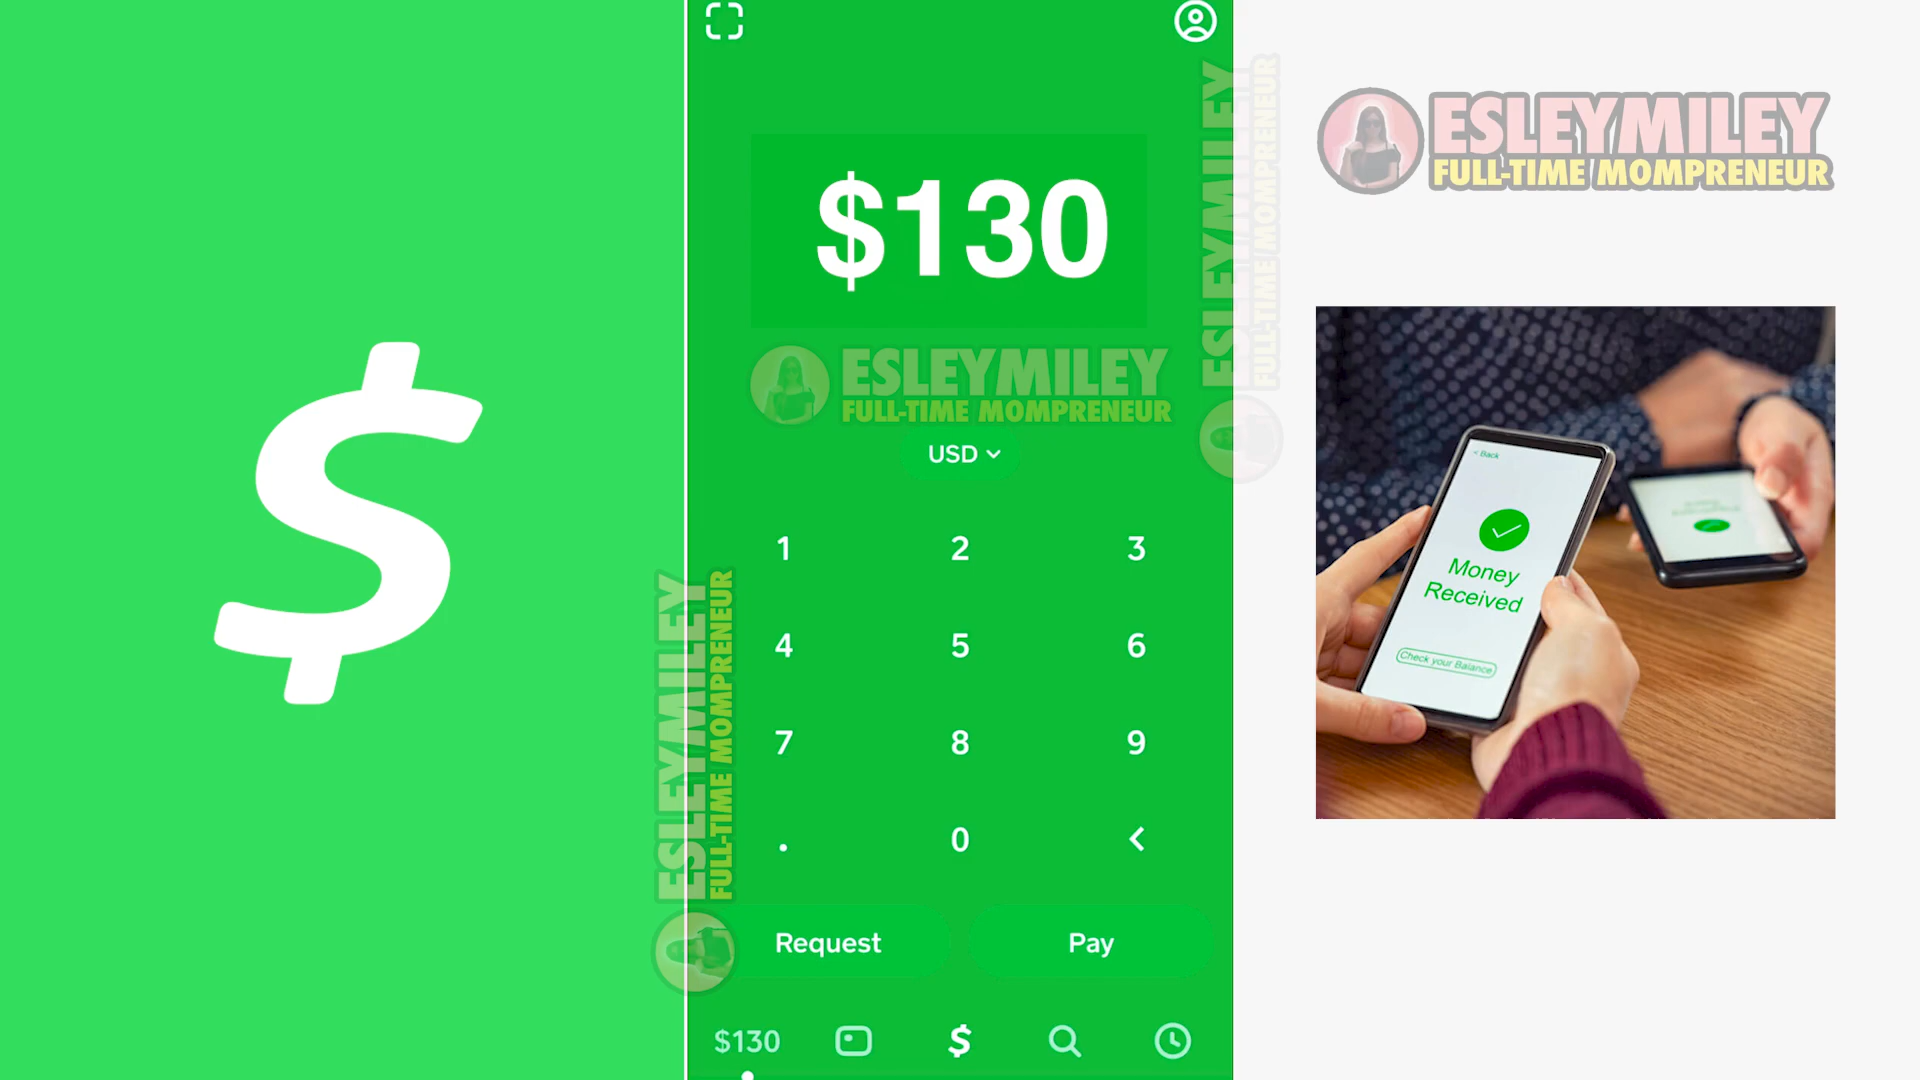 $
$130
ESLEYMILEY
FULL-TIME MOMPRENEUR
USD
1 2 3
4 5 6
7 8 9
. 0 <
Request Pay
$130 $
ESLEYMILEY
FULL-TIME MOMPRENEUR
ESLEYMILEY
FULL-TIME MOMPRENEUR
ESLEYMILEY
FULL-TIME MOMPRENEUR
< Back
Money
Received
Check your Balance